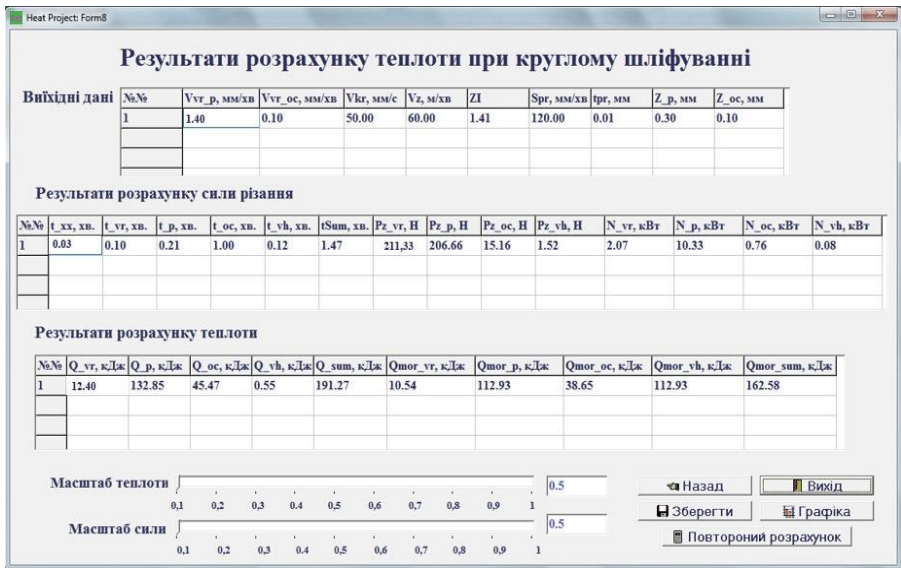 Heat Project: Form8
Результати розрахунку теплоти при круглому шліфуванні
Виїхідні дані
№№ Vvr_p, мм/хв Vvr_oc, мм/хв Vkr, мм/с Vz, м/хв ZI Spr, мм/хв tpr, мм Z_p, мм Z_oc, мм
1 1.40 0.10 50.00 60.00 1.41 120.00 0.01 0.30 0.10
Результати розрахунку сили різання
№№ t_xx, хв. t_vr, хв. t_p, хв. t_oc, хв. t_vh, хв. tSum, хв. Pz_vr, Н Pz_p, Н Pz_oc, Н Pz_vh, Н N_vr, кВт N_p, кВт N_oc, кВт N_vh, кВт
1 0.03 0.10 0.21 1.00 0.12 1.47 211,33 206.66 15.16 1.52 2.07 10.33 0.76 0.08
Результати розрахунку теплоти
№№ Q_vr, кДж Q_p, кДж Q_oc, кДж Q_vh, кДж Q_sum, кДж Qmor_vr, кДж Qmor_p, кДж Qmor_oc, кДж Qmor_vh, кДж Qmor_sum, кДж
1 12.40 132.85 45.47 0.55 191.27 10.54 112.93 38.65 112.93 162.58
Масштаб теплоти 0.5
0,1 0,2 0,3 0.4 0,5 0,6 0,7 0,8 0,9 1
Масштаб сили 0.5
0,1 0,2 0,3 0.4 0,5 0,6 0,7 0,8 0,9 1
Назад Вихід
Зберегти Графіка
Повтороний розрахунок